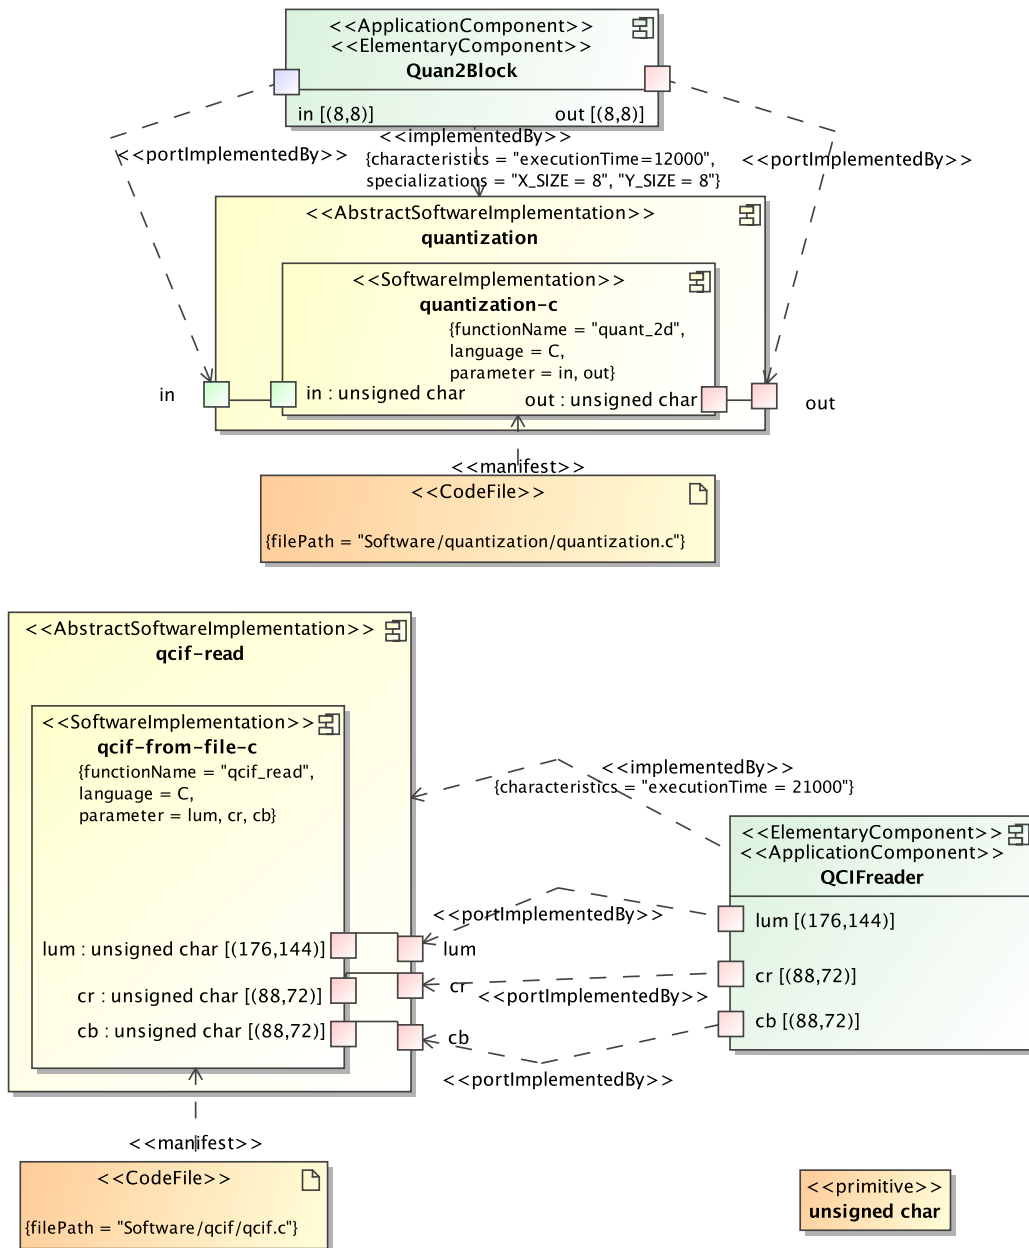 <<ApplicationComponent>>
<<ElementaryComponent>>
Quan2Block
in [(8,8)]
out [(8,8)]
<<implementedBy>>
{characteristics = "executionTime=12000",
specializations = "X_SIZE = 8", "Y_SIZE = 8"}
<<portImplementedBy>>
<<portImplementedBy>>
<<AbstractSoftwareImplementation>>
quantization
<<SoftwareImplementation>>
quantization-c
{functionName = "quant_2d",
language = C,
parameter = in, out}
in
in : unsigned char
out : unsigned char
out
<<manifest>>
<<CodeFile>>
{filePath = "Software/quantization/quantization.c"}
<<AbstractSoftwareImplementation>>
qcif-read
<<SoftwareImplementation>>
qcif-from-file-c
{functionName = "qcif_read",
language = C,
parameter = lum, cr, cb}
<<implementedBy>>
{characteristics = "executionTime = 21000"}
<<ElementaryComponent>>
<<ApplicationComponent>>
QCIFreader
<<portImplementedBy>>
lum [(176,144)]
lum : unsigned char [(176,144)]
lum
cr [(88,72)]
cr : unsigned char [(88,72)]
cr
<<portImplementedBy>>
cb [(88,72)]
cb : unsigned char [(88,72)]
cb
<<portImplementedBy>>
<<manifest>>
<<CodeFile>>
{filePath = "Software/qcif/qcif.c"}
<<primitive>>
unsigned char